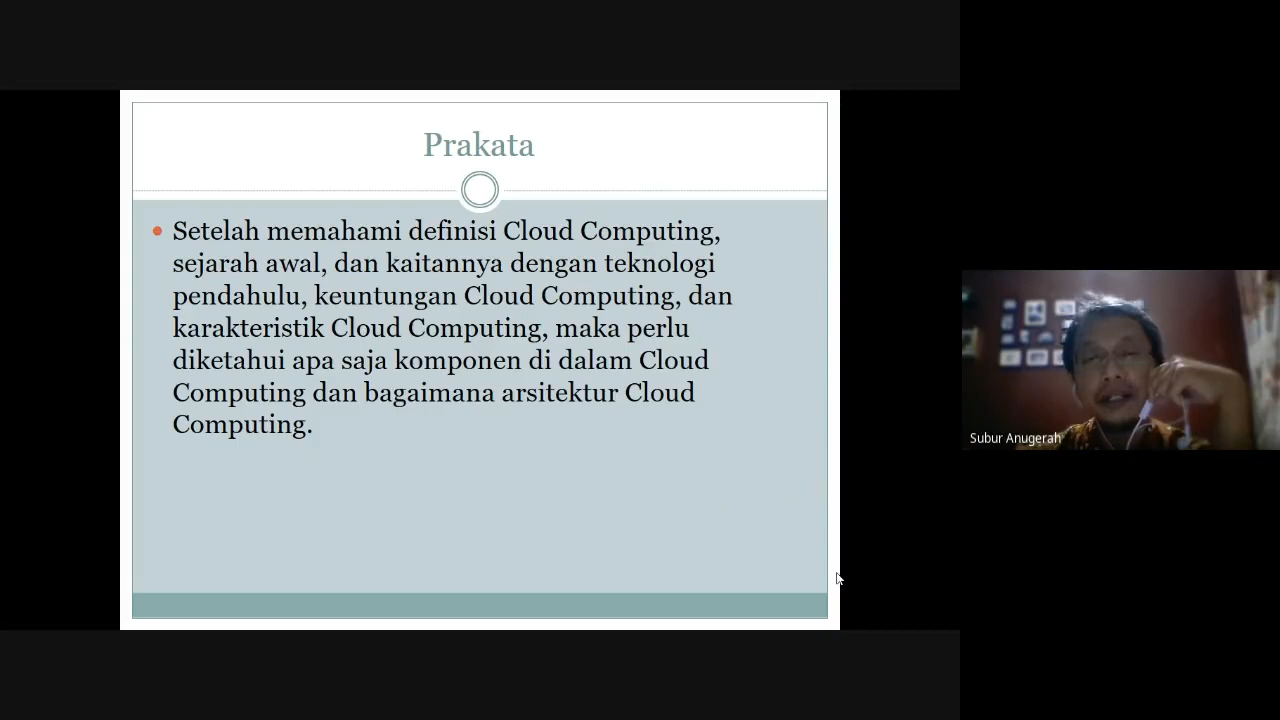 Prakata
Setelah memahami definisi Cloud Computing,
sejarah awal, dan kaitannya dengan teknologi
pendahulu, keuntungan Cloud Computing, dan
karakteristik Cloud Computing, maka perlu
diketahui apa saja komponen di dalam Cloud
Computing dan bagaimana arsitektur Cloud
Computing.
Subur Anugerah